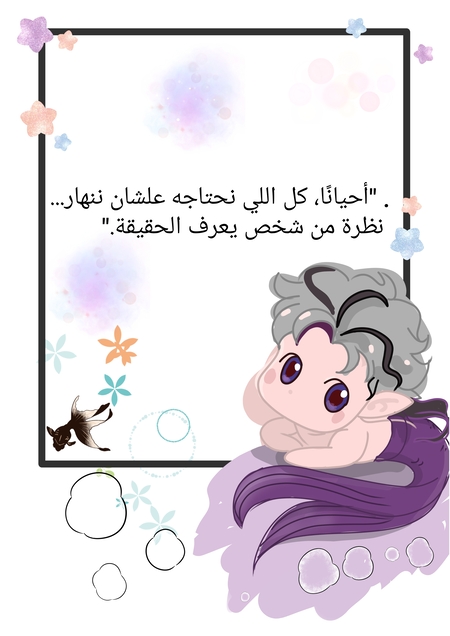 . "أحيانًا، كل اللي نحتاجه علشان ننهار...
نظرة من شخص يعرف الحقيقة."